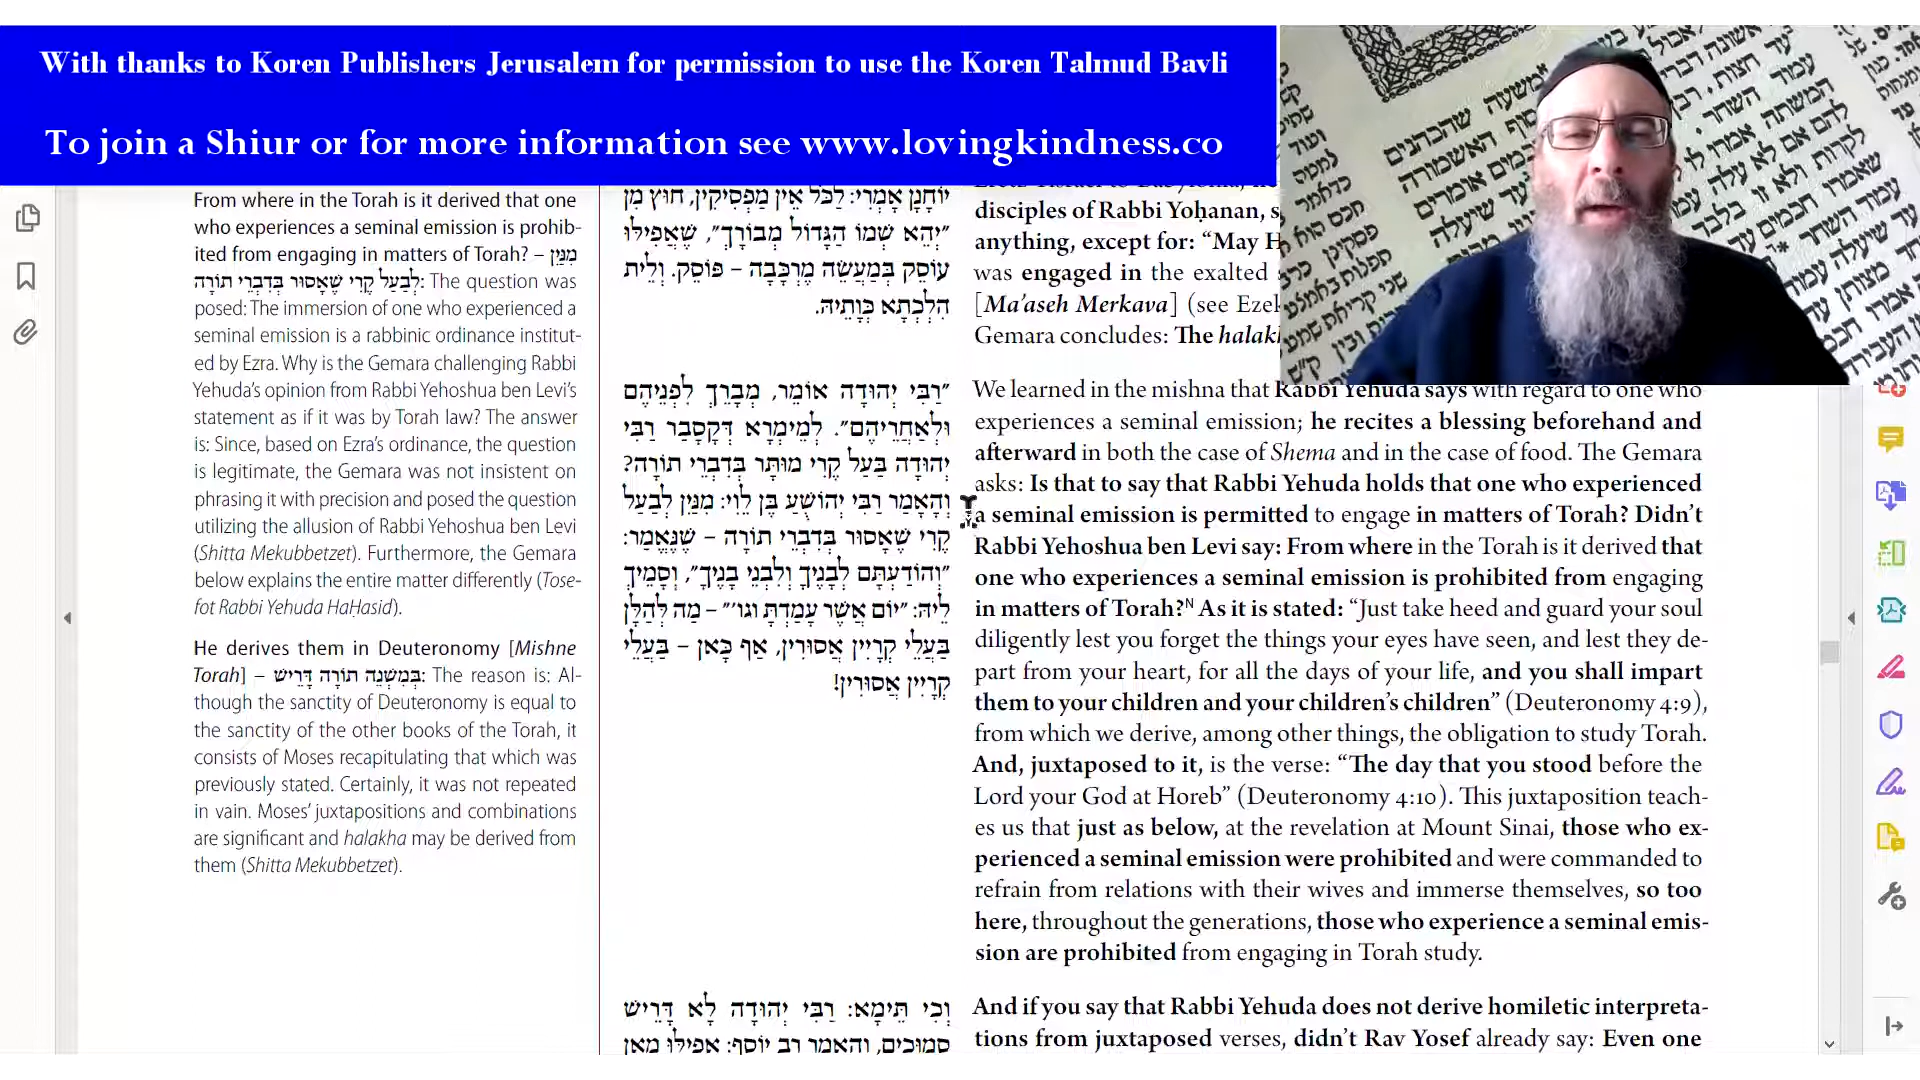 With thanks to Koren Publishers Jerusalem for permission to use the Koren Talmud Bavli
To join a Shiur or for more information see www.lovingkindness.co
From where in the Torah is it derived that one
who experiences a seminal emission is prohib-
ited from engaging in matters of Torah? – מִנַּיִן
לְבַעַל קֶרִי שֶׁאָסוּר בְּדִבְרֵי תוֹרָה: The question was
posed: The immersion of one who experienced a
seminal emission is a rabbinic ordinance institut-
ed by Ezra. Why is the Gemara challenging Rabbi
Yehuda's opinion from Rabbi Yehoshua ben Levi's
statement as if it was by Torah law? The answer
is: Since, based on Ezra's ordinance, the question
is legitimate, the Gemara was not insistent on
phrasing it with precision and posed the question
utilizing the allusion of Rabbi Yehoshua ben Levi
(Shitta Mekubbetzet). Furthermore, the Gemara
below explains the entire matter differently (Tose-
fot Rabbi Yehuda HaḤasid).
He derives them in Deuteronomy [Mishne
Torah] – בְּמִשְׁנֵה תוֹרָה דָּרֵישׁ: The reason is: Al-
though the sanctity of Deuteronomy is equal to
the sanctity of the other books of the Torah, it
consists of Moses recapitulating that which was
previously stated. Certainly, it was not repeated
in vain. Moses' juxtapositions and combinations
are significant and halakha may be derived from
them (Shitta Mekubbetzet).
יוֹחָנָן אָמְרִי: לַכֹּל אֵין מַפְסִיקִין, חוּץ מִן
״יְהֵא שְׁמוֹ הַגָּדוֹל מְבוֹרָךְ״, שֶׁאֲפִילּוּ
עוֹסֵק בְּמַעֲשֵׂה מֶרְכָּבָה – פּוֹסֵק. וְלֵית
הִלְכְתָא כְּוָתֵיהּ.
״רַבִּי יְהוּדָה אוֹמֵר, מְבָרֵךְ לִפְנֵיהֶם
וּלְאַחֲרֵיהֶם״. לְמֵימְרָא דְּקָסָבַר רַבִּי
יְהוּדָה בַּעַל קֶרִי מוּתָּר בְּדִבְרֵי תוֹרָה?
וְהָאָמַר רַבִּי יְהוֹשֻׁעַ בֶּן לֵוִי: מִנַּיִן לְבַעַל
קֶרִי שֶׁאָסוּר בְּדִבְרֵי תוֹרָה – שֶׁנֶּאֱמַר:
״וְהוֹדַעְתָּם לְבָנֶיךָ וְלִבְנֵי בָנֶיךָ״, וְסָמֵיךְ
לֵיהּ: ״יוֹם אֲשֶׁר עָמַדְתָּ וגו׳״ – מַה לְּהַלָּן
בַּעֲלֵי קְרָיִין אֲסוּרִין, אַף כָּאן – בַּעֲלֵי
קְרָיִין אֲסוּרִין!
וְכִי תֵּימָא: רַבִּי יְהוּדָה לָא דָּרֵישׁ
סְמוּכִים, וְהָאמַר רַב יוֹסֵף: אֲפִילּוּ מַאן
disciples of Rabbi Yoḥanan, s
anything, except for: “May H
was engaged in the exalted
[Ma'aseh Merkava] (see Ezek
Gemara concludes: The halak
We learned in the mishna that Rabbi Yehuda says with regard to one who
experiences a seminal emission; he recites a blessing beforehand and
afterward in both the case of Shema and in the case of food. The Gemara
asks: Is that to say that Rabbi Yehuda holds that one who experienced
a seminal emission is permitted to engage in matters of Torah? Didn't
Rabbi Yehoshua ben Levi say: From where in the Torah is it derived that
one who experiences a seminal emission is prohibited from engaging
in matters of Torah?ᴺ As it is stated: “Just take heed and guard your soul
diligently lest you forget the things your eyes have seen, and lest they de-
part from your heart, for all the days of your life, and you shall impart
them to your children and your children's children” (Deuteronomy 4:9),
from which we derive, among other things, the obligation to study Torah.
And, juxtaposed to it, is the verse: “The day that you stood before the
Lord your God at Horeb” (Deuteronomy 4:10). This juxtaposition teach-
es us that just as below, at the revelation at Mount Sinai, those who ex-
perienced a seminal emission were prohibited and were commanded to
refrain from relations with their wives and immerse themselves, so too
here, throughout the generations, those who experience a seminal emis-
sion are prohibited from engaging in Torah study.
And if you say that Rabbi Yehuda does not derive homiletic interpreta-
tions from juxtaposed verses, didn't Rav Yosef already say: Even one